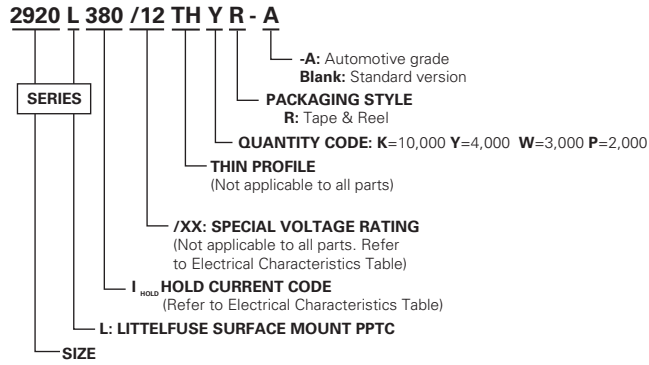 2920 L 380 /12 TH Y R - A
-A: Automotive grade
Blank: Standard version
SERIES
PACKAGING STYLE
R: Tape & Reel
QUANTITY CODE: K=10,000 Y=4,000 W=3,000 P=2,000
THIN PROFILE
(Not applicable to all parts)
/XX: SPECIAL VOLTAGE RATING
(Not applicable to all parts. Refer
to Electrical Characteristics Table)
I HOLD HOLD CURRENT CODE
(Refer to Electrical Characteristics Table)
L: LITTELFUSE SURFACE MOUNT PPTC
SIZE